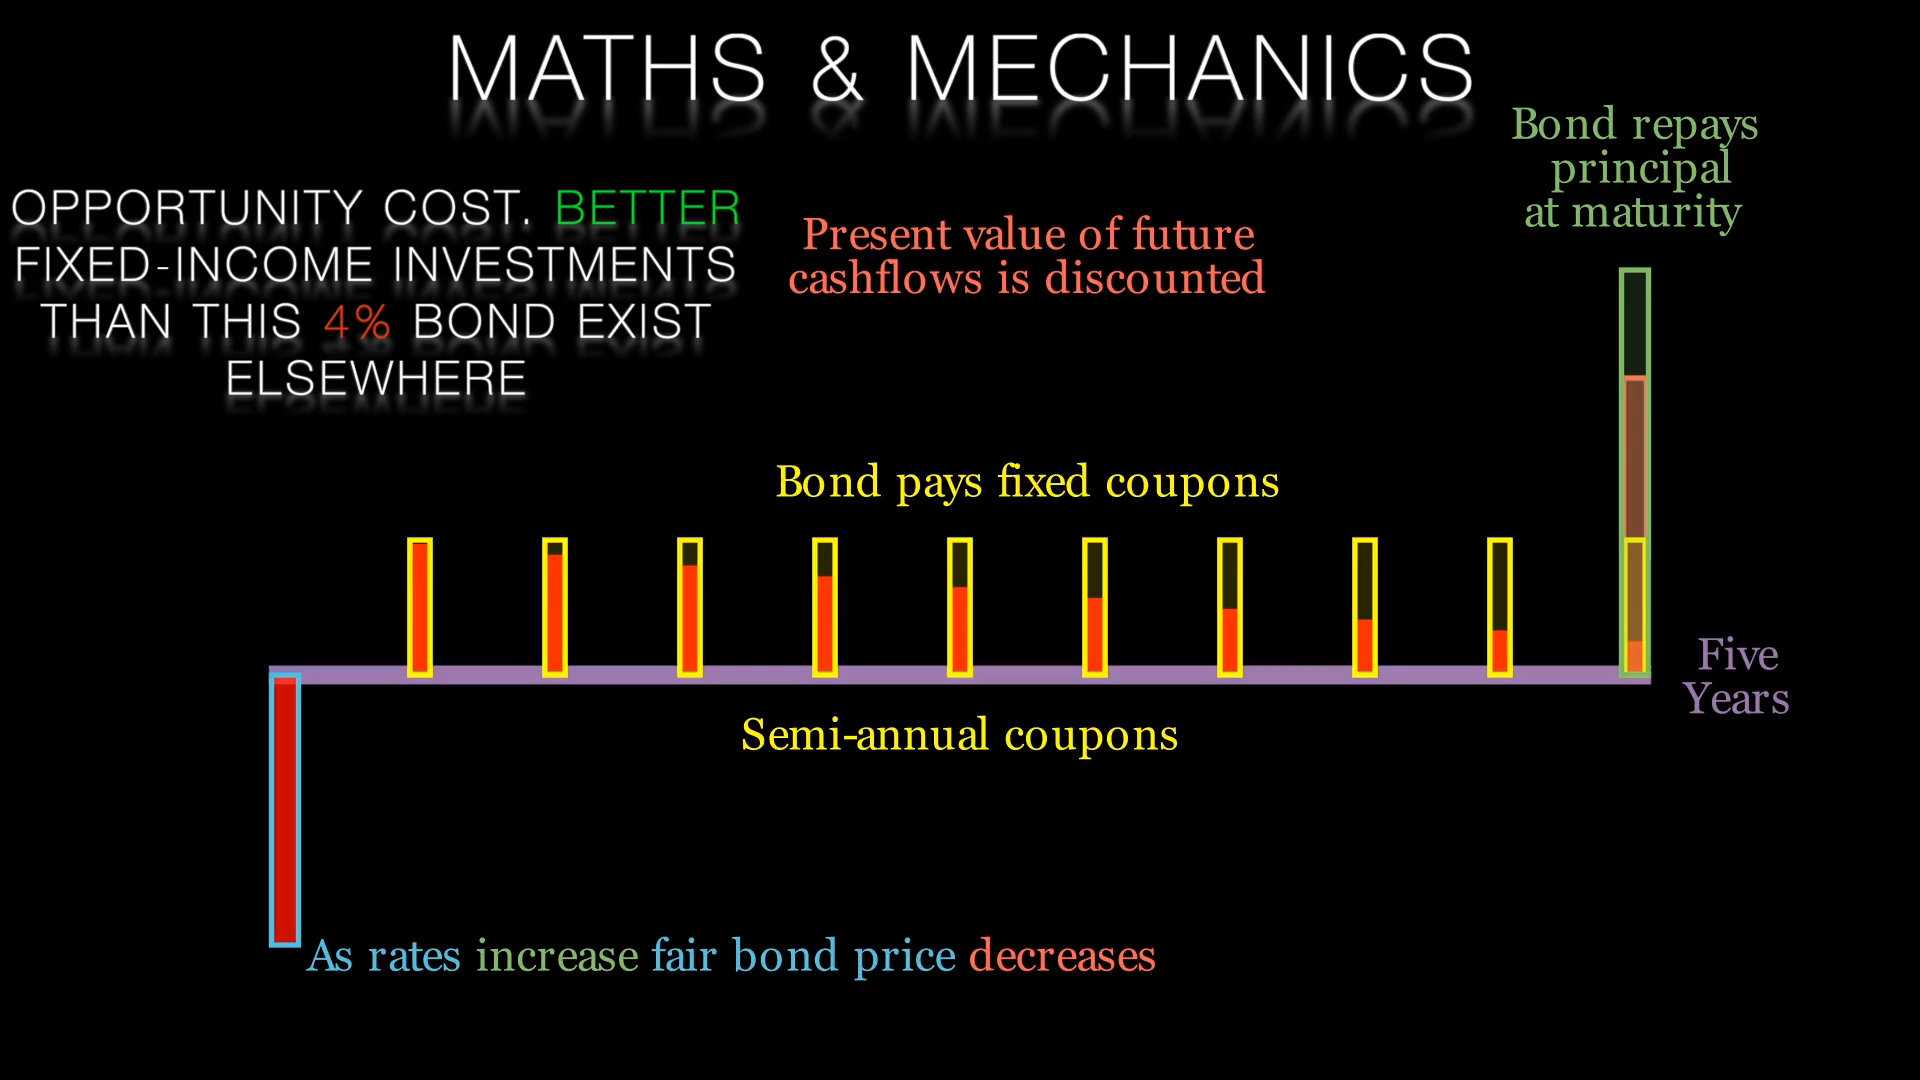 MATHS & MECHANICS
Bond repays
principal
at maturity
OPPORTUNITY COST. BETTER
FIXED-INCOME INVESTMENTS
THAN THIS 4% BOND EXIST
ELSEWHERE
Present value of future
cashflows is discounted
Bond pays fixed coupons
Five
Years
Semi-annual coupons
As rates increase fair bond price decreases